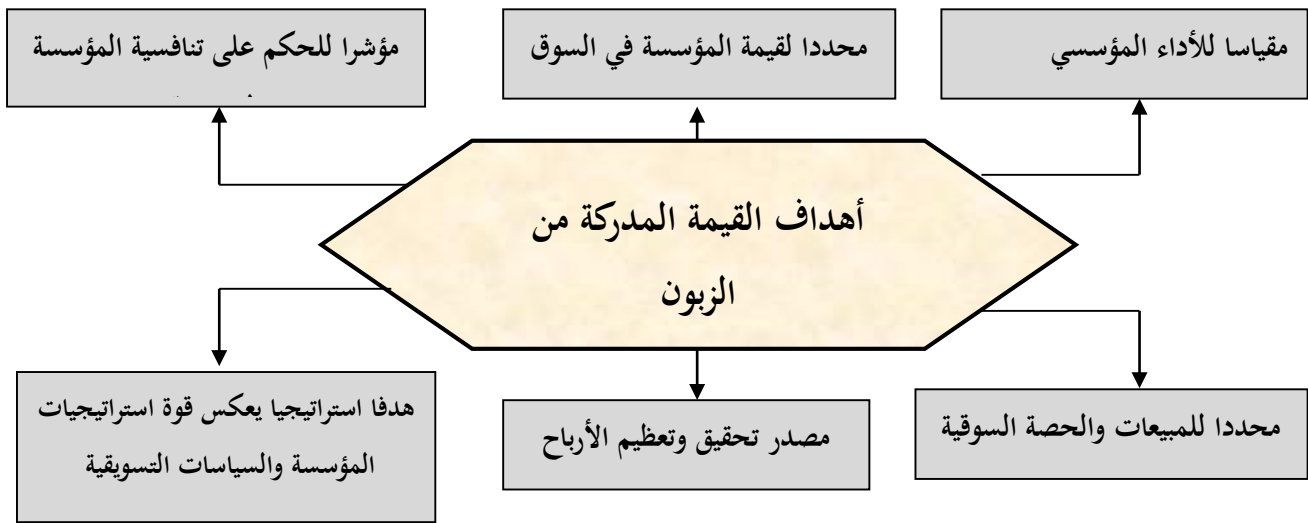 مقياسا للأداء المؤسسي
محددا لقيمة المؤسسة في السوق
مؤشرا للحكم على تنافسية المؤسسة
أهداف القيمة المدركة من
الزبون
محددا للمبيعات والحصة السوقية
مصدر تحقيق وتعظيم الأرباح
هدفا استراتيجيا يعكس قوة استراتيجيات
المؤسسة والسياسات التسويقية